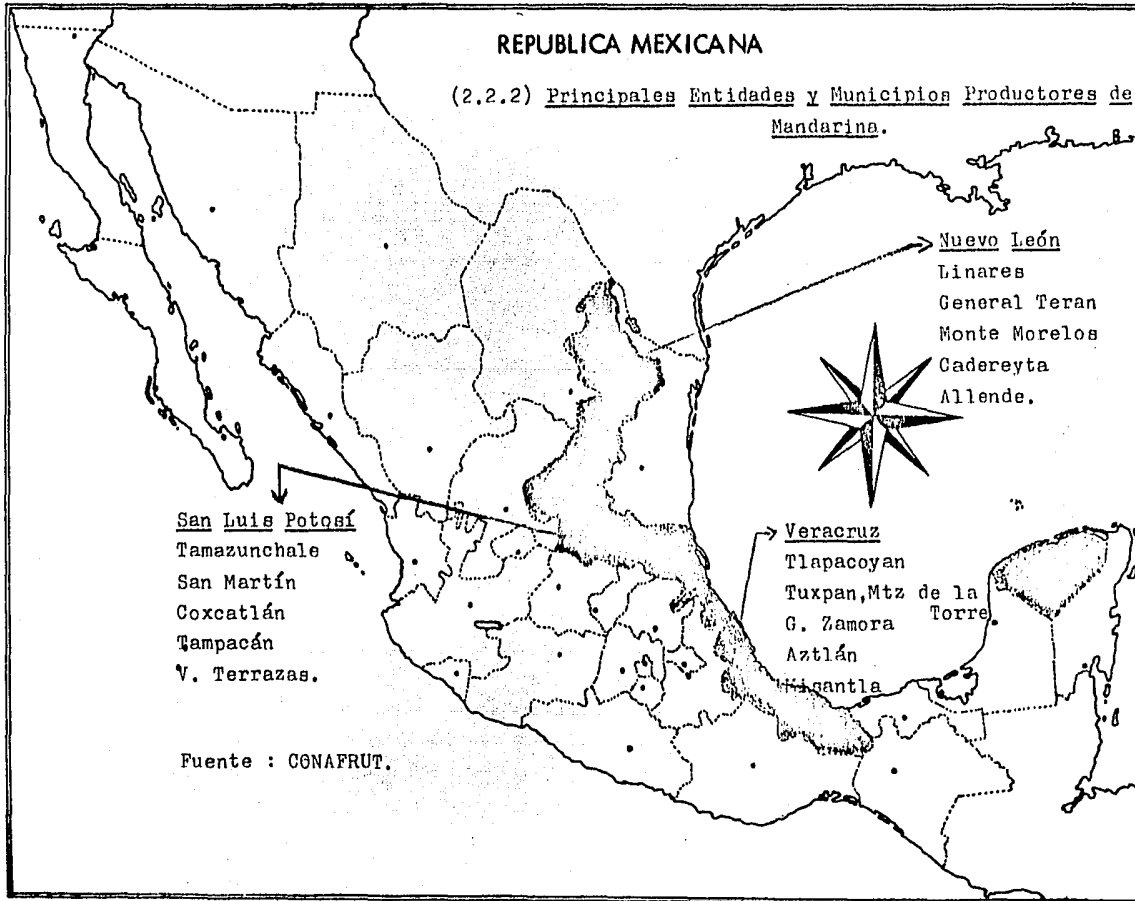 REPUBLICA MEXICANA
(2.2.2) Principales Entidades y Municipios Productores de
Mandarina.
Nuevo León
Linares
General Teran
Monte Morelos
Cadereyta
Allende.
San Luis Potosí
Tamazunchale
San Martín
Coxcatlán
Tampacán
V. Terrazas.
Veracruz
Tlapacoyan
Tuxpan,Mtz de la
Torre
G. Zamora
Aztlán
Misantla
Fuente : CONAFRUT.